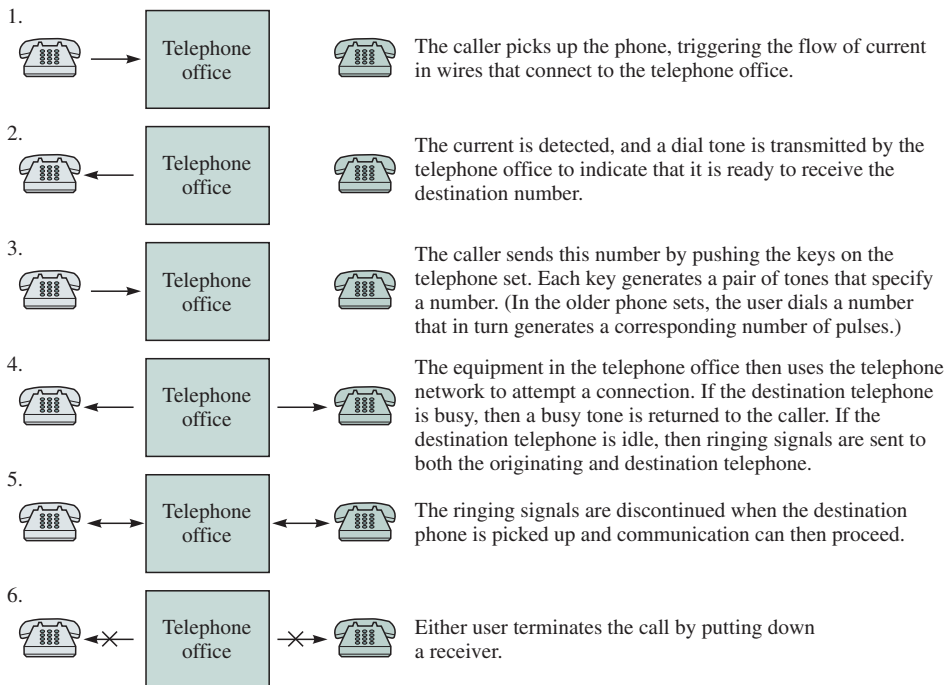 1.
Telephone
office
The caller picks up the phone, triggering the flow of current
in wires that connect to the telephone office.
2.
Telephone
office
The current is detected, and a dial tone is transmitted by the
telephone office to indicate that it is ready to receive the
destination number.
3.
Telephone
office
The caller sends this number by pushing the keys on the
telephone set. Each key generates a pair of tones that specify
a number. (In the older phone sets, the user dials a number
that in turn generates a corresponding number of pulses.)
4.
Telephone
office
The equipment in the telephone office then uses the telephone
network to attempt a connection. If the destination telephone
is busy, then a busy tone is returned to the caller. If the
destination telephone is idle, then ringing signals are sent to
both the originating and destination telephone.
5.
Telephone
office
The ringing signals are discontinued when the destination
phone is picked up and communication can then proceed.
6.
Telephone
office
Either user terminates the call by putting down
a receiver.